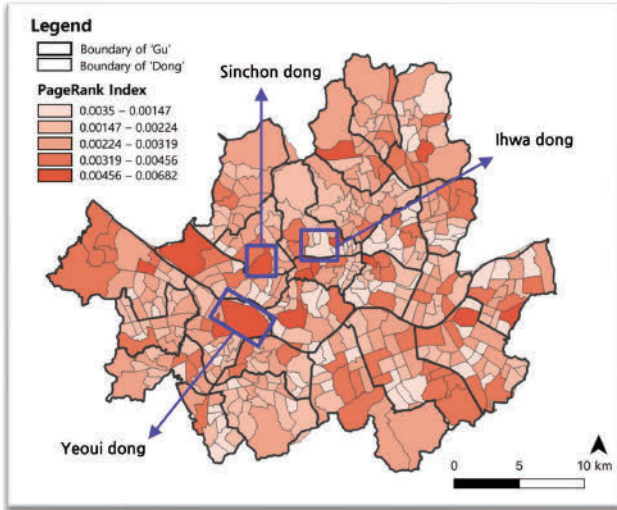 Legend
Boundary of 'Gu'
Boundary of 'Dong'
PageRank Index
0.0035 – 0.00147
0.00147 – 0.00224
0.00224 – 0.00319
0.00319 – 0.00456
0.00456 – 0.00682
Sinchon dong
Ihwa dong
Yeoui dong
0 5 10 km